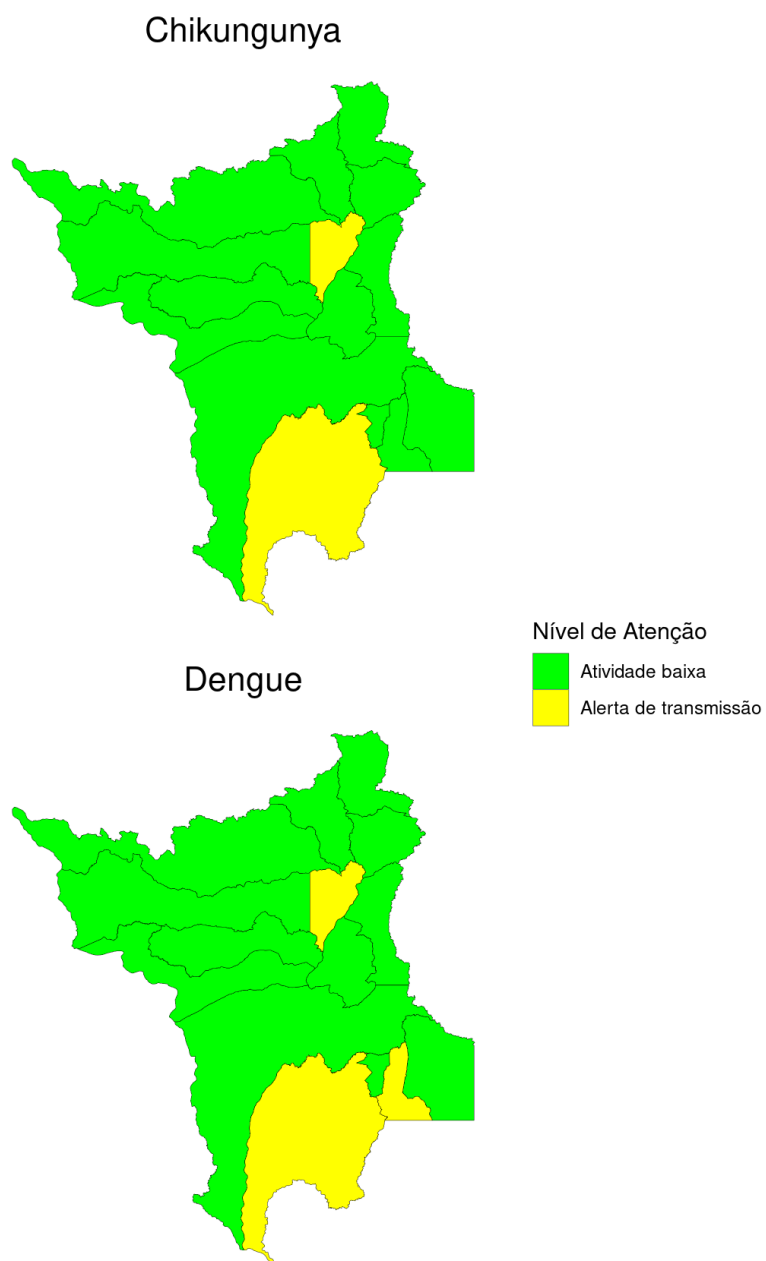 Chikungunya
Nível de Atenção
Atividade baixa
Alerta de transmissão
Dengue